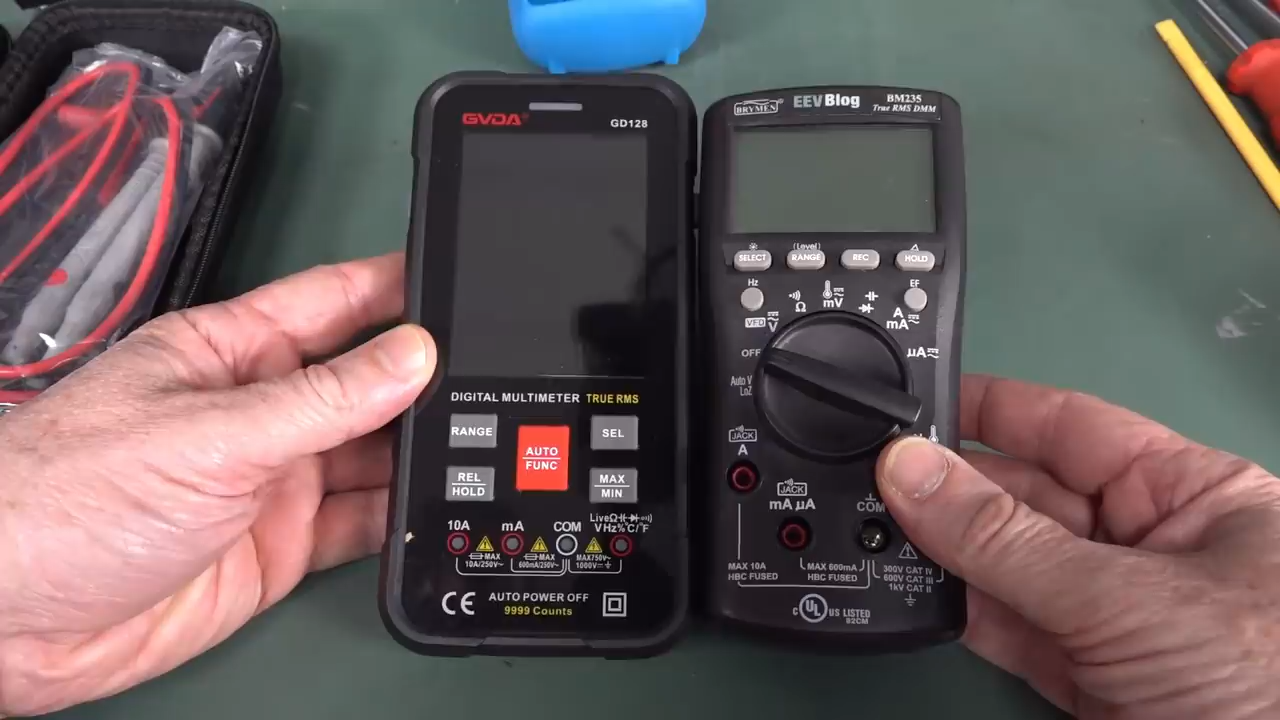 GVDA®
GD128
DIGITAL MULTIMETER TRUE RMS
RANGE
AUTO
FUNC
SEL
REL
HOLD
MAX
MIN
10A
mA
COM
LiveΩ
VHz%°C/°F
MAX
10A/250V~
MAX
600mA/250V~
MAX750V~
1000V
CE
AUTO POWER OFF
9999 Counts
BRYMEN®
EEVBlog
BM235
True RMS DMM
SELECT
(Level)
RANGE
REC
Δ
HOLD
Hz
Ω
mV
EF
A
mA
VFD
V
OFF
µA
Auto V
LoZ
JACK
A
JACK
mA µA
COM
MAX 10A
HBC FUSED
MAX 600mA
HBC FUSED
300V CAT IV
600V CAT III
1kV CAT II
c UL US LISTED
82CM